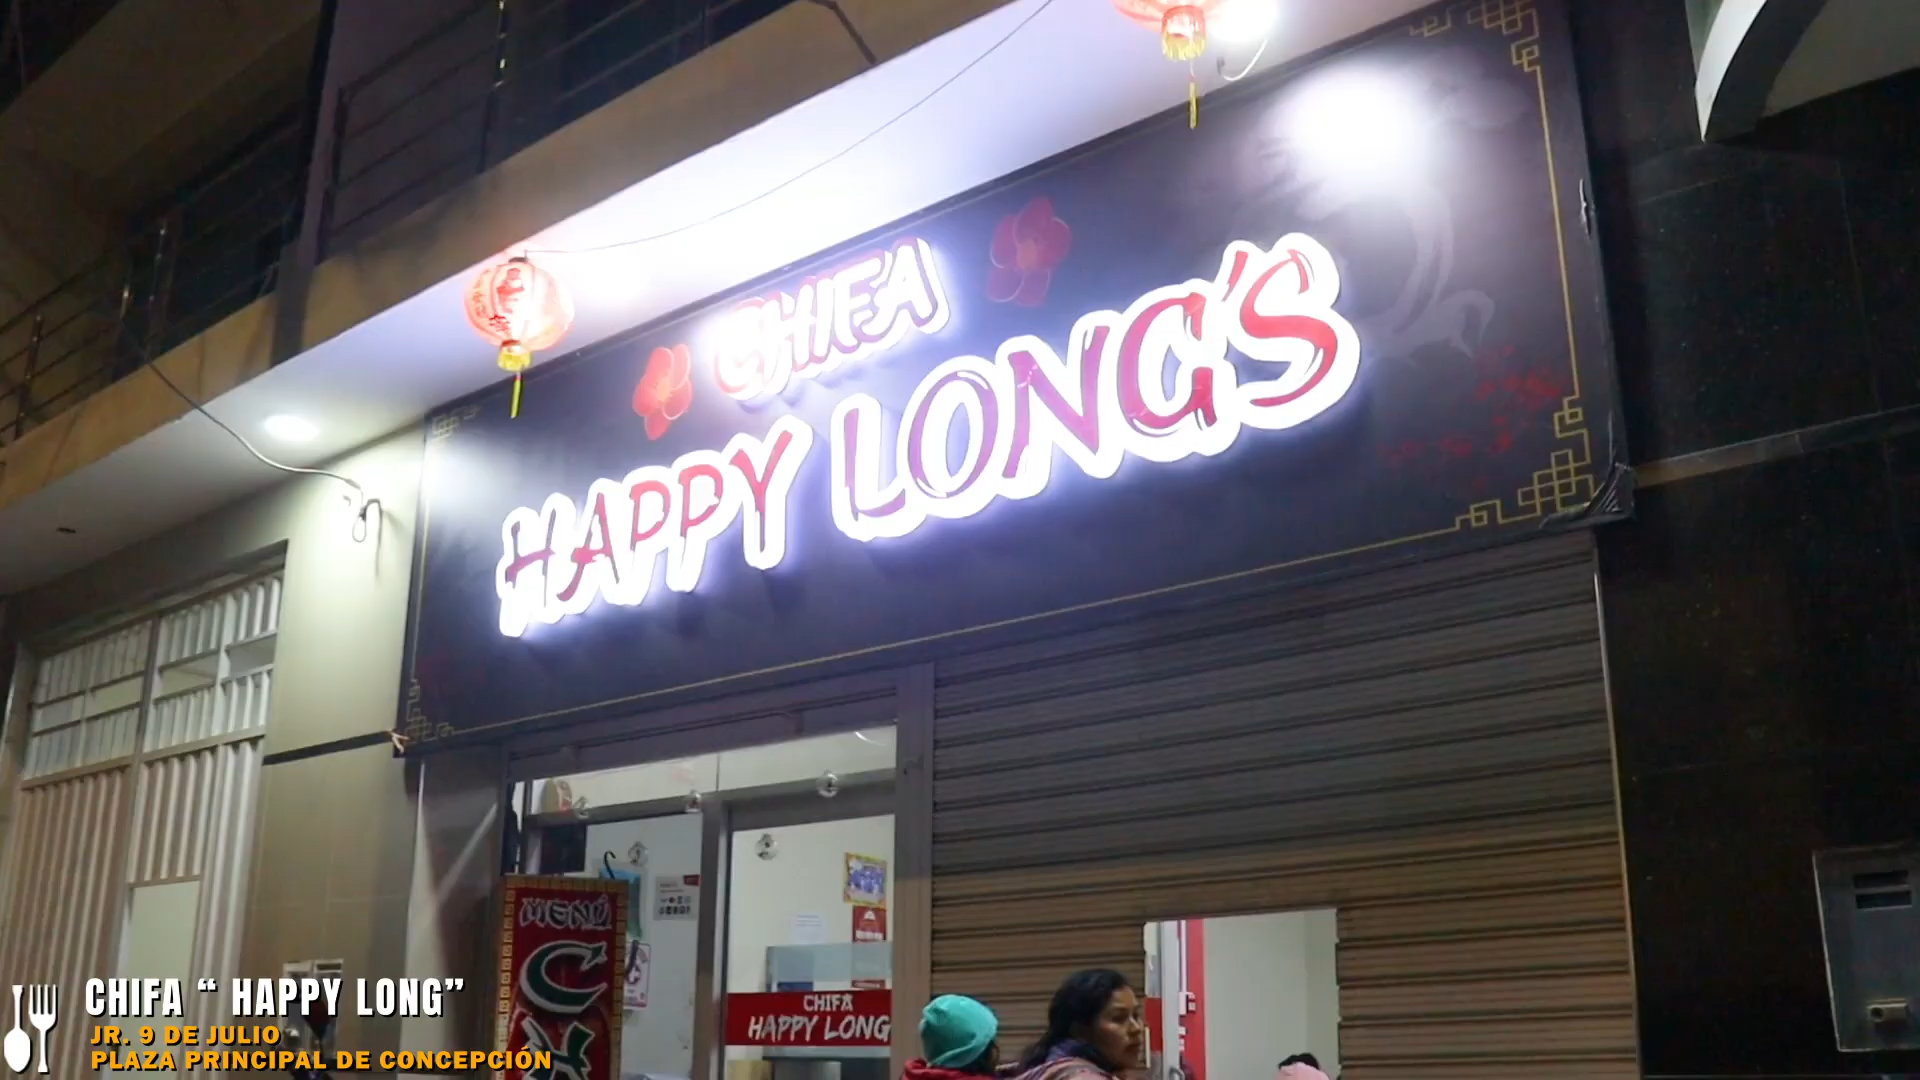 CHIFA
HAPPY LONG'S
MENÚ
CHIFA
HAPPY LONG
CHIFA “ HAPPY LONG”
JR. 9 DE JULIO
PLAZA PRINCIPAL DE CONCEPCIÓN